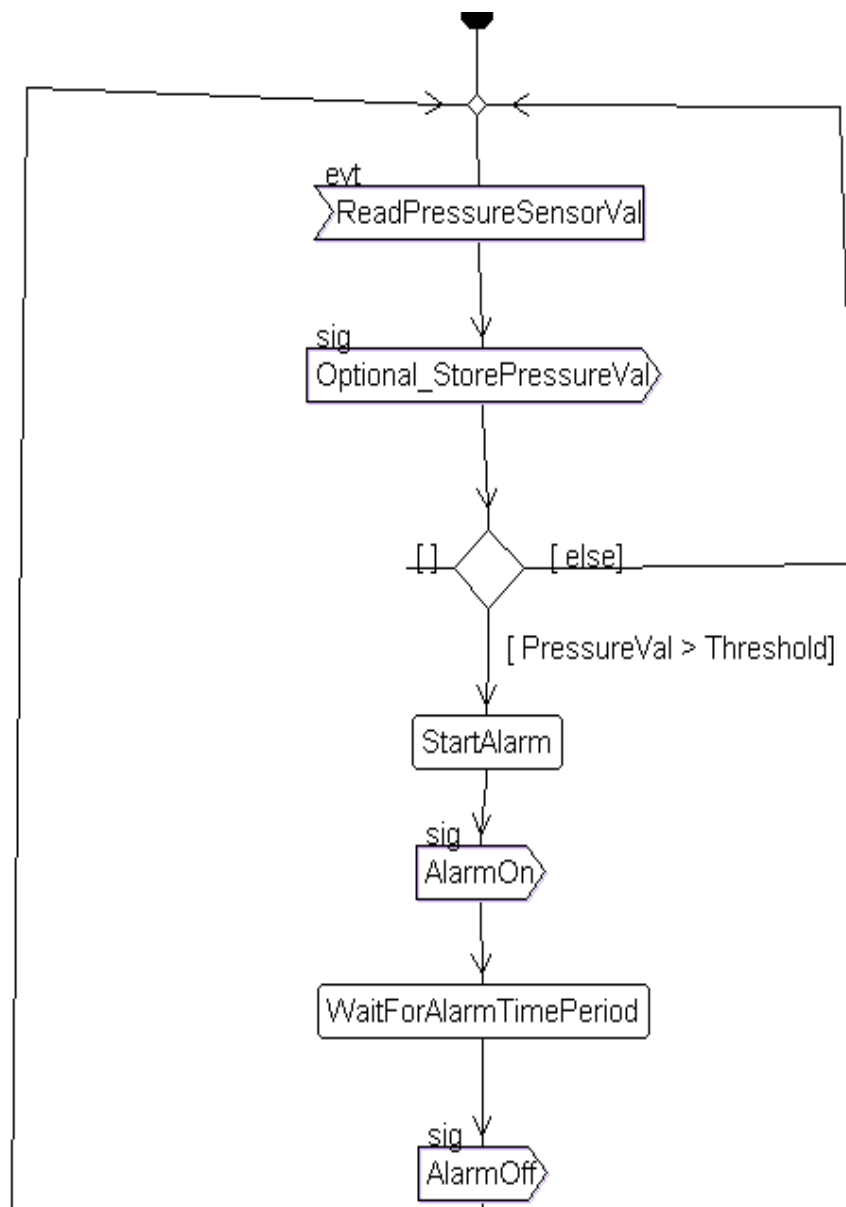 evt
ReadPressureSensorVal
sig
Optional_StorePressureVal
[ ]
[ else]
[ PressureVal > Threshold]
StartAlarm
sig
AlarmOn
WaitForAlarmTimePeriod
sig
AlarmOff